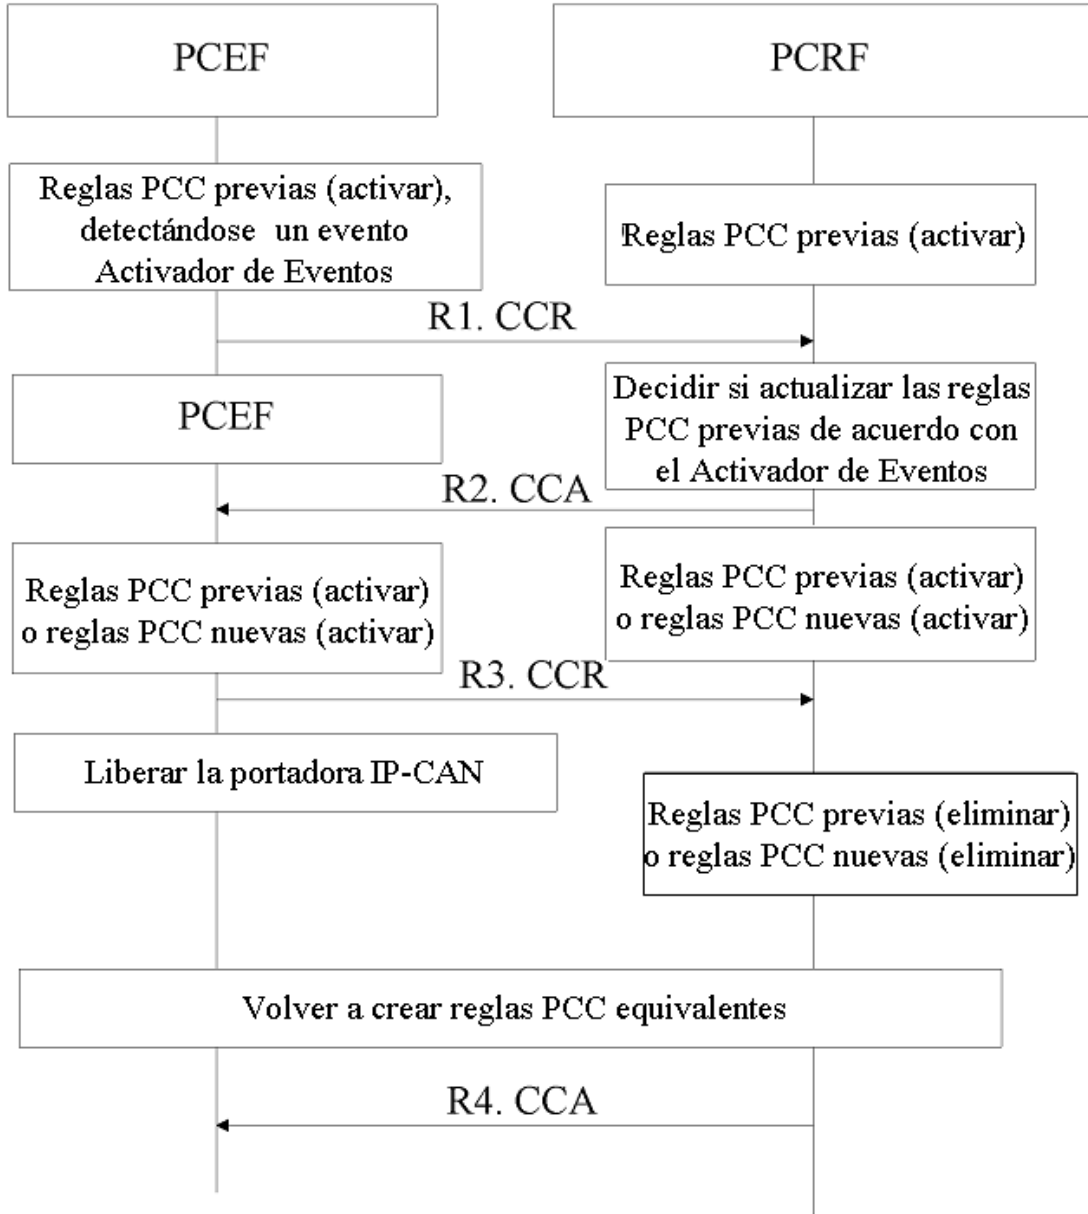 PCEF
PCRF
Reglas PCC previas (activar),
detectándose un evento
Activador de Eventos
Reglas PCC previas (activar)
R1. CCR
PCEF
Decidir si actualizar las reglas
PCC previas de acuerdo con
el Activador de Eventos
R2. CCA
Reglas PCC previas (activar)
o reglas PCC nuevas (activar)
Reglas PCC previas (activar)
o reglas PCC nuevas (activar)
R3. CCR
Liberar la portadora IP-CAN
Reglas PCC previas (eliminar)
o reglas PCC nuevas (eliminar)
Volver a crear reglas PCC equivalentes
R4. CCA